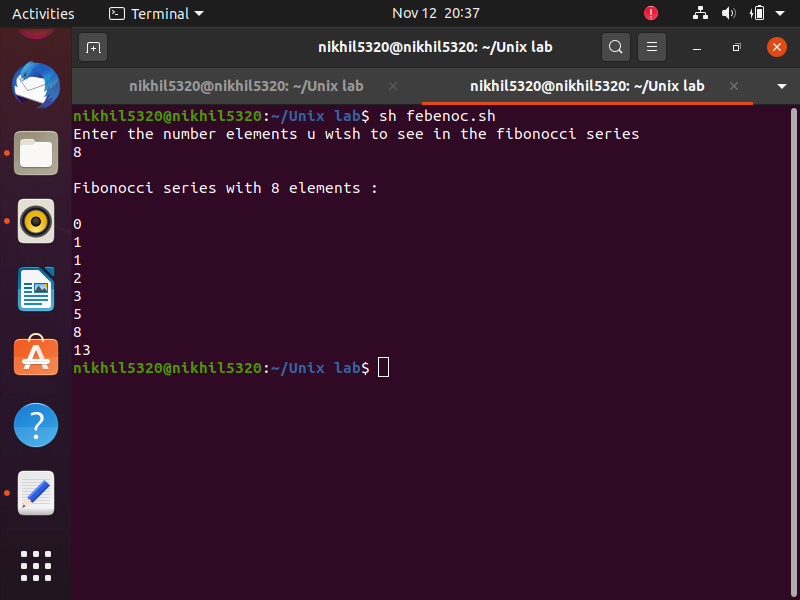 Activities Terminal Nov 12 20:37
nikhil5320@nikhil5320: ~/Unix lab
nikhil5320@nikhil5320: ~/Unix lab nikhil5320@nikhil5320: ~/Unix lab
nikhil5320@nikhil5320:~/Unix lab$ sh febenoc.sh
Enter the number elements u wish to see in the fibonocci series
8
Fibonocci series with 8 elements :
0
1
1
2
3
5
8
13
nikhil5320@nikhil5320:~/Unix lab$